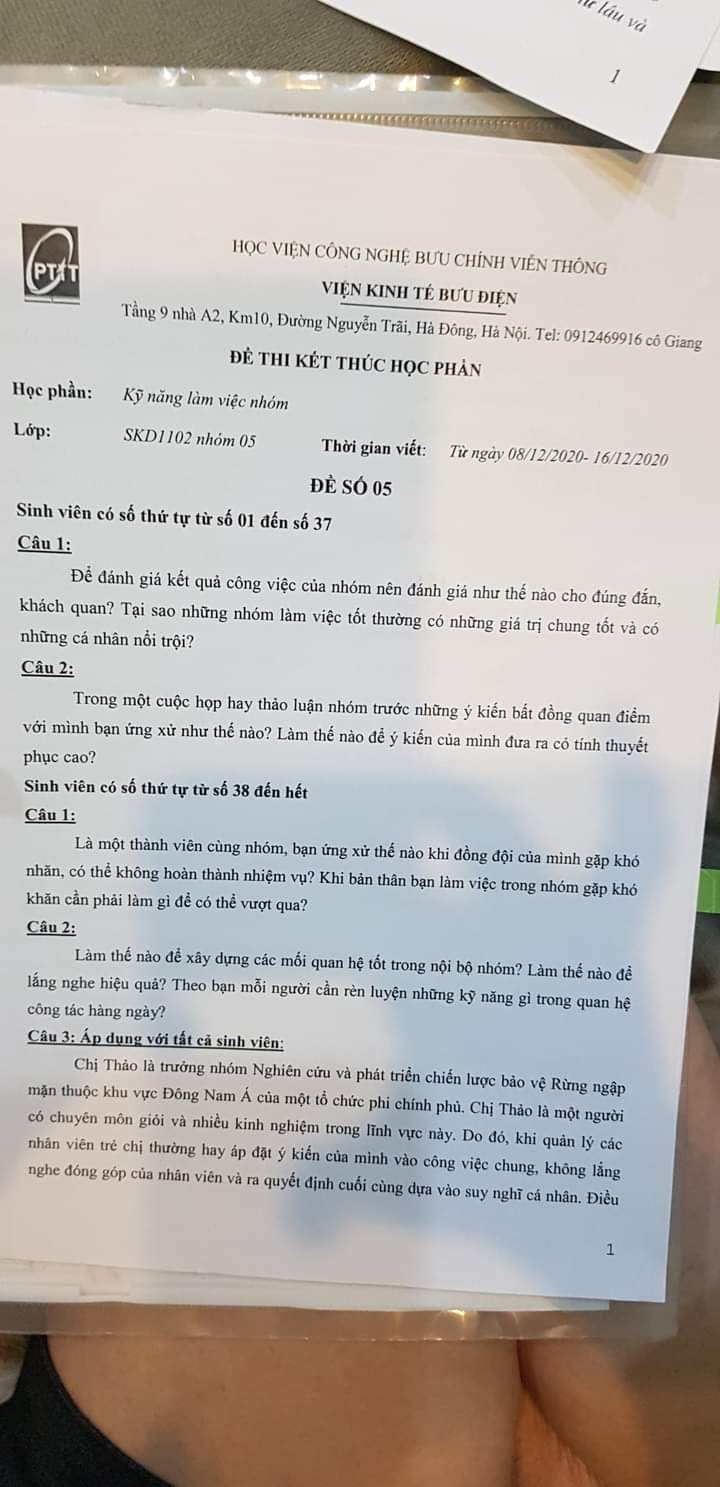 lâu và
1
PTIT
HỌC VIỆN CÔNG NGHỆ BƯU CHÍNH VIỄN THÔNG
VIỆN KINH TẾ BƯU ĐIỆN
Tầng 9 nhà A2, Km10, Đường Nguyễn Trãi, Hà Đông, Hà Nội. Tel: 0912469916 cô Giang
ĐỀ THI KẾT THÚC HỌC PHẦN
Học phần: Kỹ năng làm việc nhóm
Lớp: SKD1102 nhóm 05 Thời gian viết: Từ ngày 08/12/2020- 16/12/2020
ĐỀ SỐ 05
Sinh viên có số thứ tự từ số 01 đến số 37
Câu 1:
Để đánh giá kết quả công việc của nhóm nên đánh giá như thế nào cho đúng đắn,
khách quan? Tại sao những nhóm làm việc tốt thường có những giá trị chung tốt và có
những cá nhân nổi trội?
Câu 2:
Trong một cuộc họp hay thảo luận nhóm trước những ý kiến bất đồng quan điểm
với mình bạn ứng xử như thế nào? Làm thế nào để ý kiến của mình đưa ra có tính thuyết
phục cao?
Sinh viên có số thứ tự từ số 38 đến hết
Câu 1:
Là một thành viên cùng nhóm, bạn ứng xử thế nào khi đồng đội của mình gặp khó
nhăn, có thể không hoàn thành nhiệm vụ? Khi bản thân bạn làm việc trong nhóm gặp khó
khăn cần phải làm gì để có thể vượt qua?
Câu 2:
Làm thế nào để xây dựng các mối quan hệ tốt trong nội bộ nhóm? Làm thế nào để
lắng nghe hiệu quả? Theo bạn mỗi người cần rèn luyện những kỹ năng gì trong quan hệ
công tác hàng ngày?
Câu 3: Áp dụng với tất cả sinh viên:
Chị Thảo là trưởng nhóm Nghiên cứu và phát triển chiến lược bảo vệ Rừng ngập
mặn thuộc khu vực Đông Nam Á của một tổ chức phi chính phủ. Chị Thảo là một người
có chuyên môn giỏi và nhiều kinh nghiệm trong lĩnh vực này. Do đó, khi quản lý các
nhân viên trẻ chị thường hay áp đặt ý kiến của mình vào công việc chung, không lắng
nghe đóng góp của nhân viên và ra quyết định cuối cùng dựa vào suy nghĩ cá nhân. Điều
1